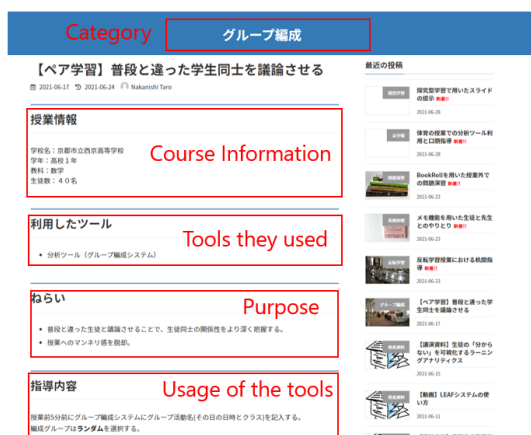 Category
グループ編成
【ペア学習】普段と違った学生同士を議論させる
2021-06-17 2021-06-24 Nakanishi Taro
授業情報
学校名：京都市立西京高等学校
学年：高校１年
教科：数学
生徒数：４０名
Course Information
利用したツール
分析ツール（グループ編成システム）
Tools they used
ねらい
普段と違った生徒と議論させることで、生徒同士の関係性をより深く把握する。
授業へのマンネリ感を脱却。
Purpose
指導内容
Usage of the tools
授業前5分前にグループ編成システムにグループ活動名(その日の日時とクラス)を記入する。
編成グループはランダムを選択する。
最近の投稿
探究型学習で用いたスライドの提示 新着!!
2021-06-28
体育の授業での分析ツール利用と口頭指導 新着!!
2021-06-28
BookRollを用いた授業外での問題演習 新着!!
2021-06-23
メモ機能を用いた生徒と先生とのやりとり 新着!!
2021-06-23
反転学習授業における机間指導 新着!!
2021-06-23
グループ編成
【ペア学習】普段と違った学生同士を議論させる
2021-06-17
【講演資料】生徒の「分からない」を可視化するラーニングアナリティクス
2021-06-15
【動画】LEAFシステムの使い方
2021-06-11